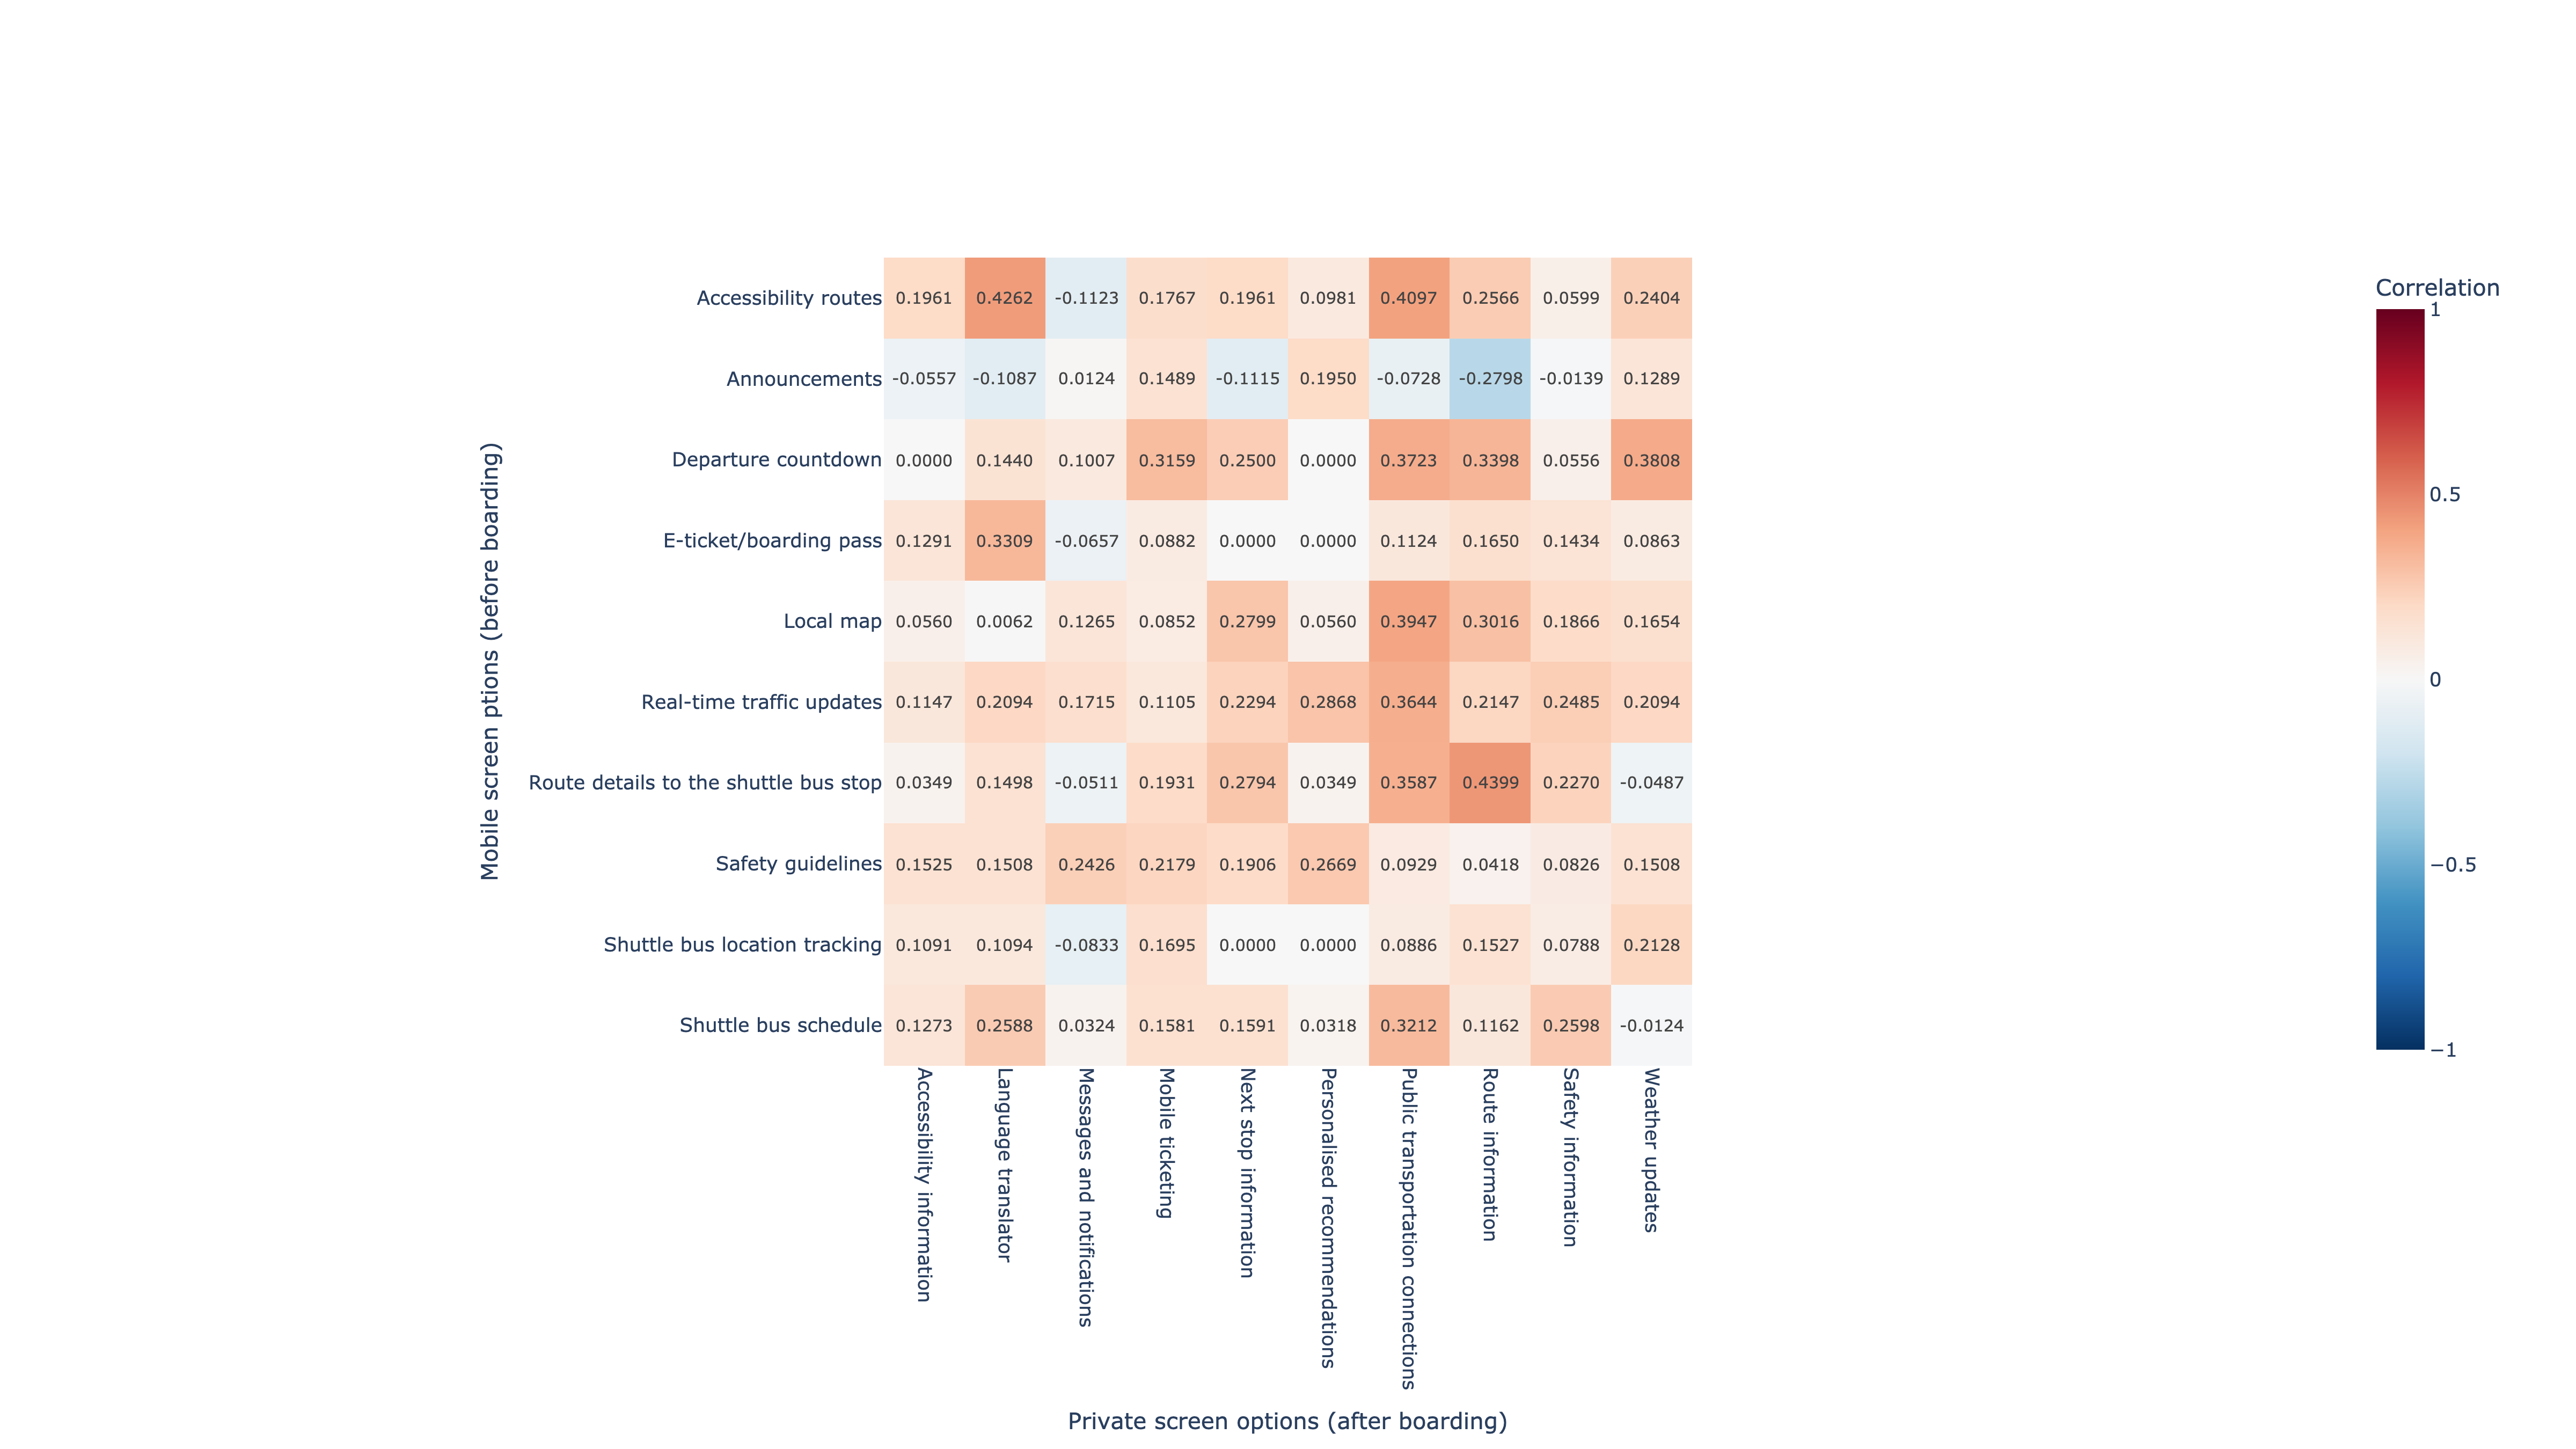 Correlation
1
0.5
0
−0.5
−1
Mobile screen ptions (before boarding)
Accessibility routes 0.1961 0.4262 -0.1123 0.1767 0.1961 0.0981 0.4097 0.2566 0.0599 0.2404
Announcements -0.0557 -0.1087 0.0124 0.1489 -0.1115 0.1950 -0.0728 -0.2798 -0.0139 0.1289
Departure countdown 0.0000 0.1440 0.1007 0.3159 0.2500 0.0000 0.3723 0.3398 0.0556 0.3808
E-ticket/boarding pass 0.1291 0.3309 -0.0657 0.0882 0.0000 0.0000 0.1124 0.1650 0.1434 0.0863
Local map 0.0560 0.0062 0.1265 0.0852 0.2799 0.0560 0.3947 0.3016 0.1866 0.1654
Real-time traffic updates 0.1147 0.2094 0.1715 0.1105 0.2294 0.2868 0.3644 0.2147 0.2485 0.2094
Route details to the shuttle bus stop 0.0349 0.1498 -0.0511 0.1931 0.2794 0.0349 0.3587 0.4399 0.2270 -0.0487
Safety guidelines 0.1525 0.1508 0.2426 0.2179 0.1906 0.2669 0.0929 0.0418 0.0826 0.1508
Shuttle bus location tracking 0.1091 0.1094 -0.0833 0.1695 0.0000 0.0000 0.0886 0.1527 0.0788 0.2128
Shuttle bus schedule 0.1273 0.2588 0.0324 0.1581 0.1591 0.0318 0.3212 0.1162 0.2598 -0.0124
Accessibility information
Language translator
Messages and notifications
Mobile ticketing
Next stop information
Personalised recommendations
Public transportation connections
Route information
Safety information
Weather updates
Private screen options (after boarding)